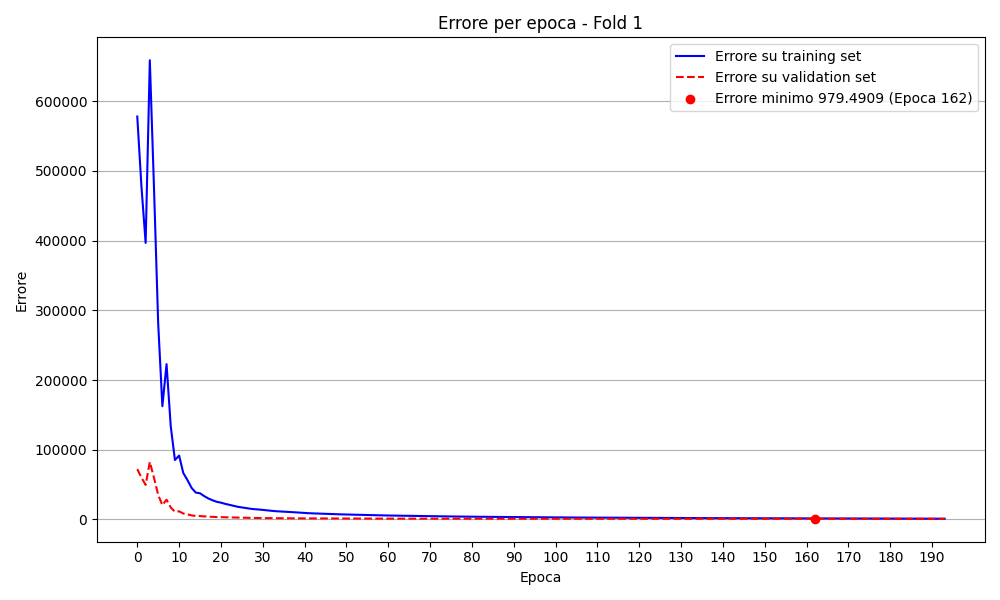 Errore per epoca - Fold 1
Errore su training set
Errore su validation set
Errore minimo 979.4909 (Epoca 162)
Errore
600000
500000
400000
300000
200000
100000
0
0 10 20 30 40 50 60 70 80 90 100 110 120 130 140 150 160 170 180 190
Epoca